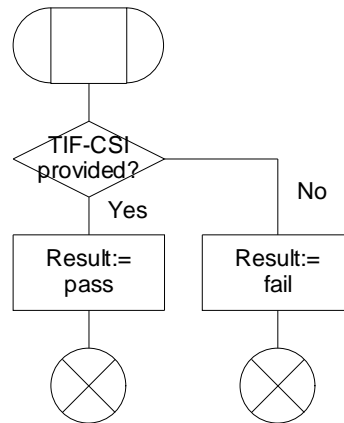 TIF-CSI
provided?
Yes
No
Result:=
pass
Result:=
fail